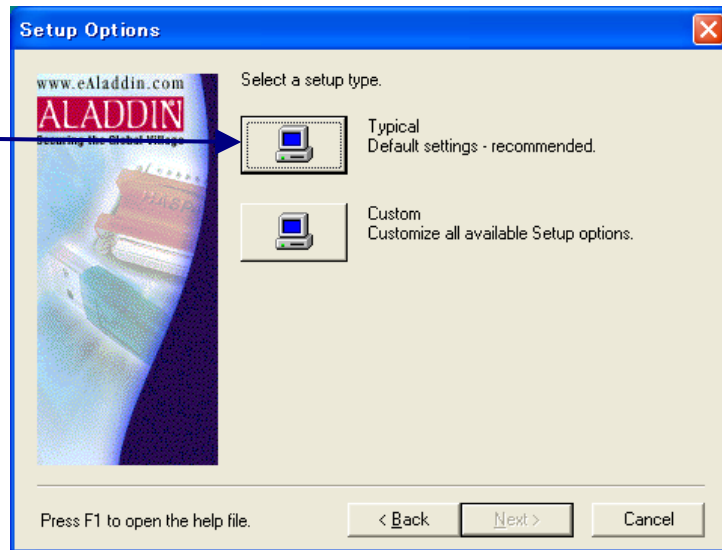 Setup Options
www.eAladdin.com
ALADDIN
Securing the Global Village
HASP
Select a setup type.
Typical
Default settings - recommended.
Custom
Customize all available Setup options.
Press F1 to open the help file.
< Back
Next >
Cancel